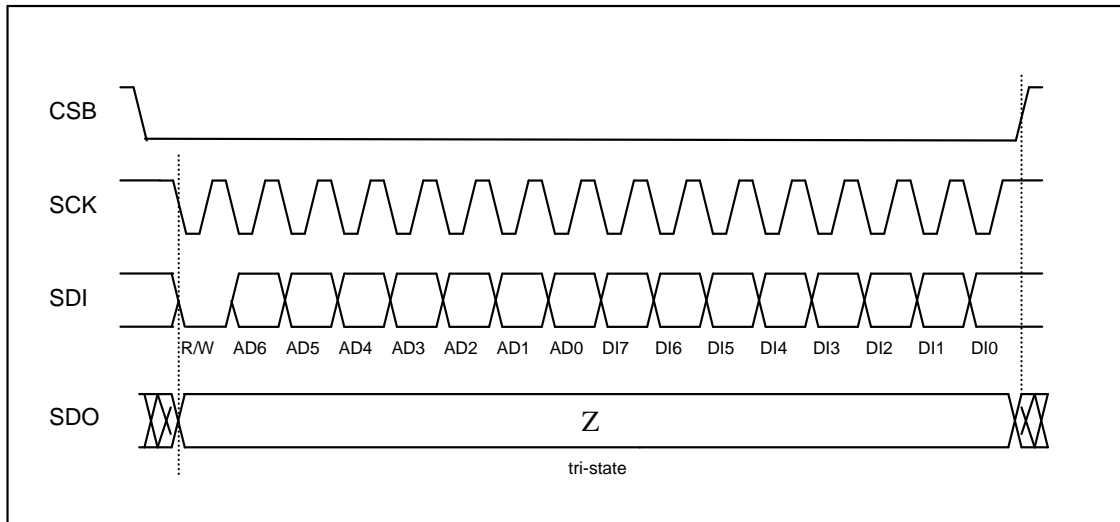 CSB
SCK
SDI
R/W AD6 AD5 AD4 AD3 AD2 AD1 AD0 DI7 DI6 DI5 DI4 DI3 DI2 DI1 DI0
SDO
Z
tri-state